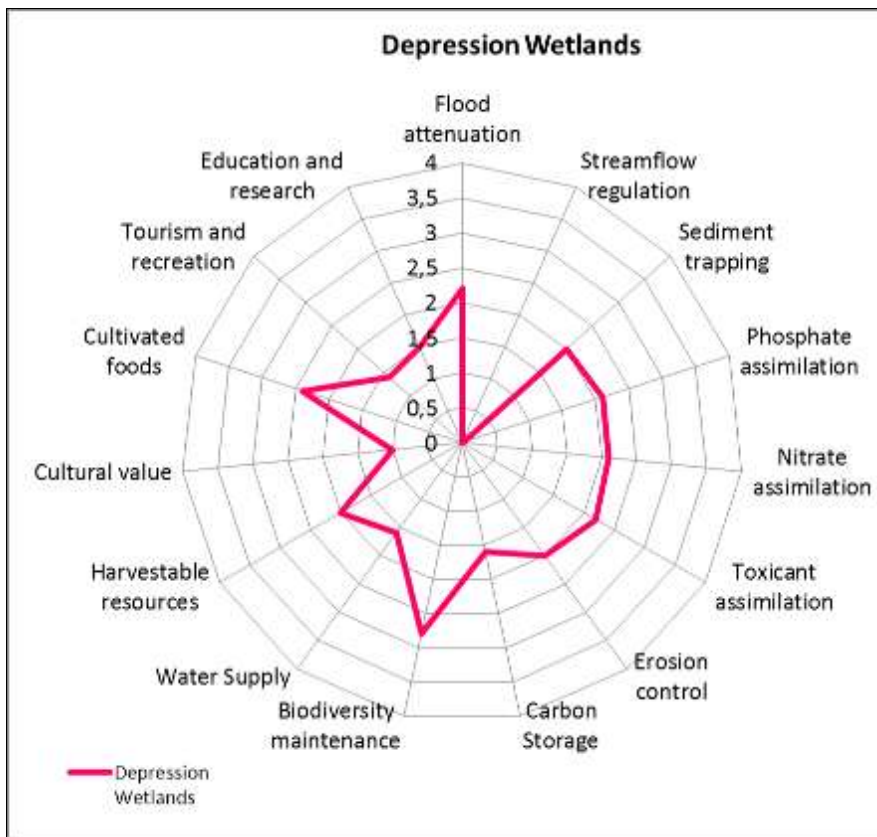 Depression Wetlands
Flood
attenuation
Streamflow
regulation
Sediment
trapping
Phosphate
assimilation
Nitrate
assimilation
Toxicant
assimilation
Erosion
control
Carbon
Storage
Biodiversity
maintenance
Water Supply
Harvestable
resources
Cultural value
Cultivated
foods
Tourism and
recreation
Education and
research
4
3,5
3
2,5
2
1,5
1
0,5
0
Depression
Wetlands